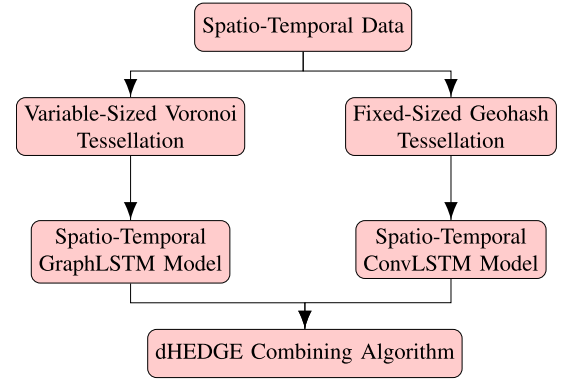 Spatio-Temporal Data
Variable-Sized Voronoi
Tessellation
Fixed-Sized Geohash
Tessellation
Spatio-Temporal
GraphLSTM Model
Spatio-Temporal
ConvLSTM Model
dHEDGE Combining Algorithm